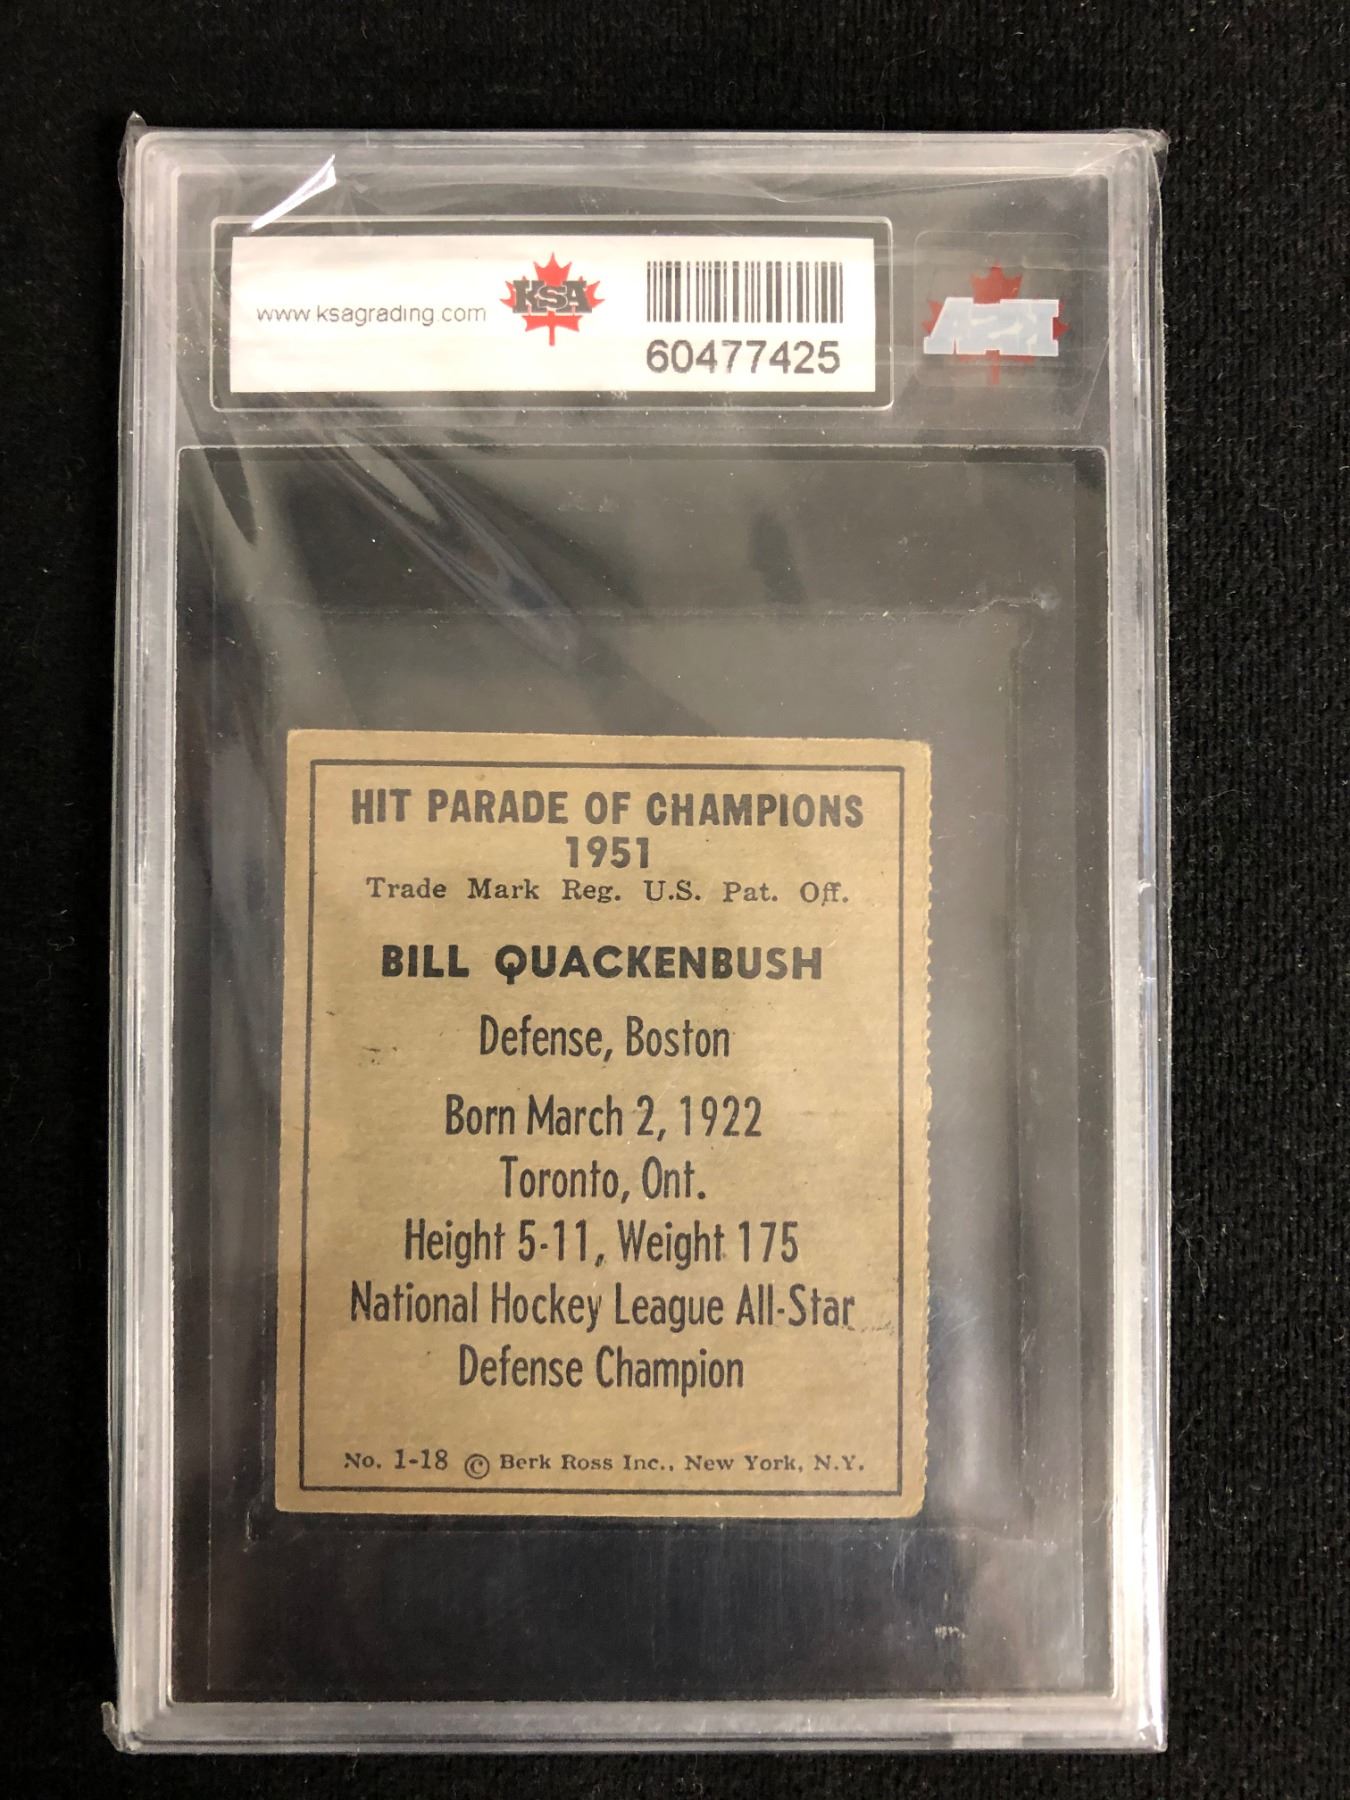 www.ksagrading.com
KSA
60477425
KSA
HIT PARADE OF CHAMPIONS
1951
Trade Mark Reg. U.S. Pat. Off.
BILL QUACKENBUSH
Defense, Boston
Born March 2, 1922
Toronto, Ont.
Height 5-11, Weight 175
National Hockey League All-Star
Defense Champion
No. 1-18 © Berk Ross Inc., New York, N.Y.